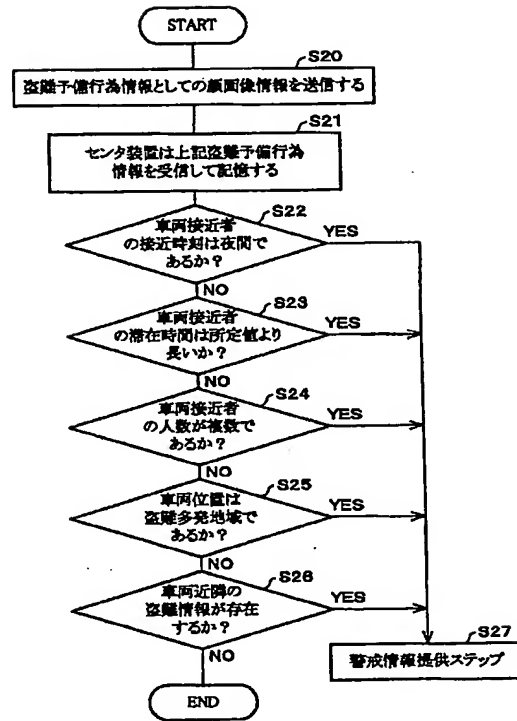 START
S20
盗難予備行為情報としての顔画像情報を送信する
S21
センタ装置は上記盗難予備行為
情報を受信して記憶する
S22
車両接近者
の接近時刻は夜間で
あるか？
YES
NO
S23
車両接近者
の滞在時間は所定値より
長いか？
YES
NO
S24
車両接近者
の人数が複数で
あるか？
YES
NO
S25
車両位置は
盗難多発地域で
あるか？
YES
NO
S26
車両近隣の
盗難情報が存在
するか？
YES
NO
S27
警戒情報提供ステップ
END